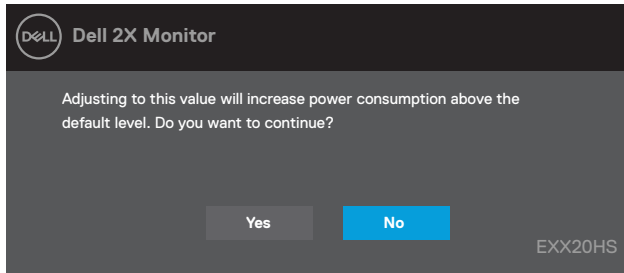 DELL Dell 2X Monitor
Adjusting to this value will increase power consumption above the
default level. Do you want to continue?
Yes No
EXX20HS